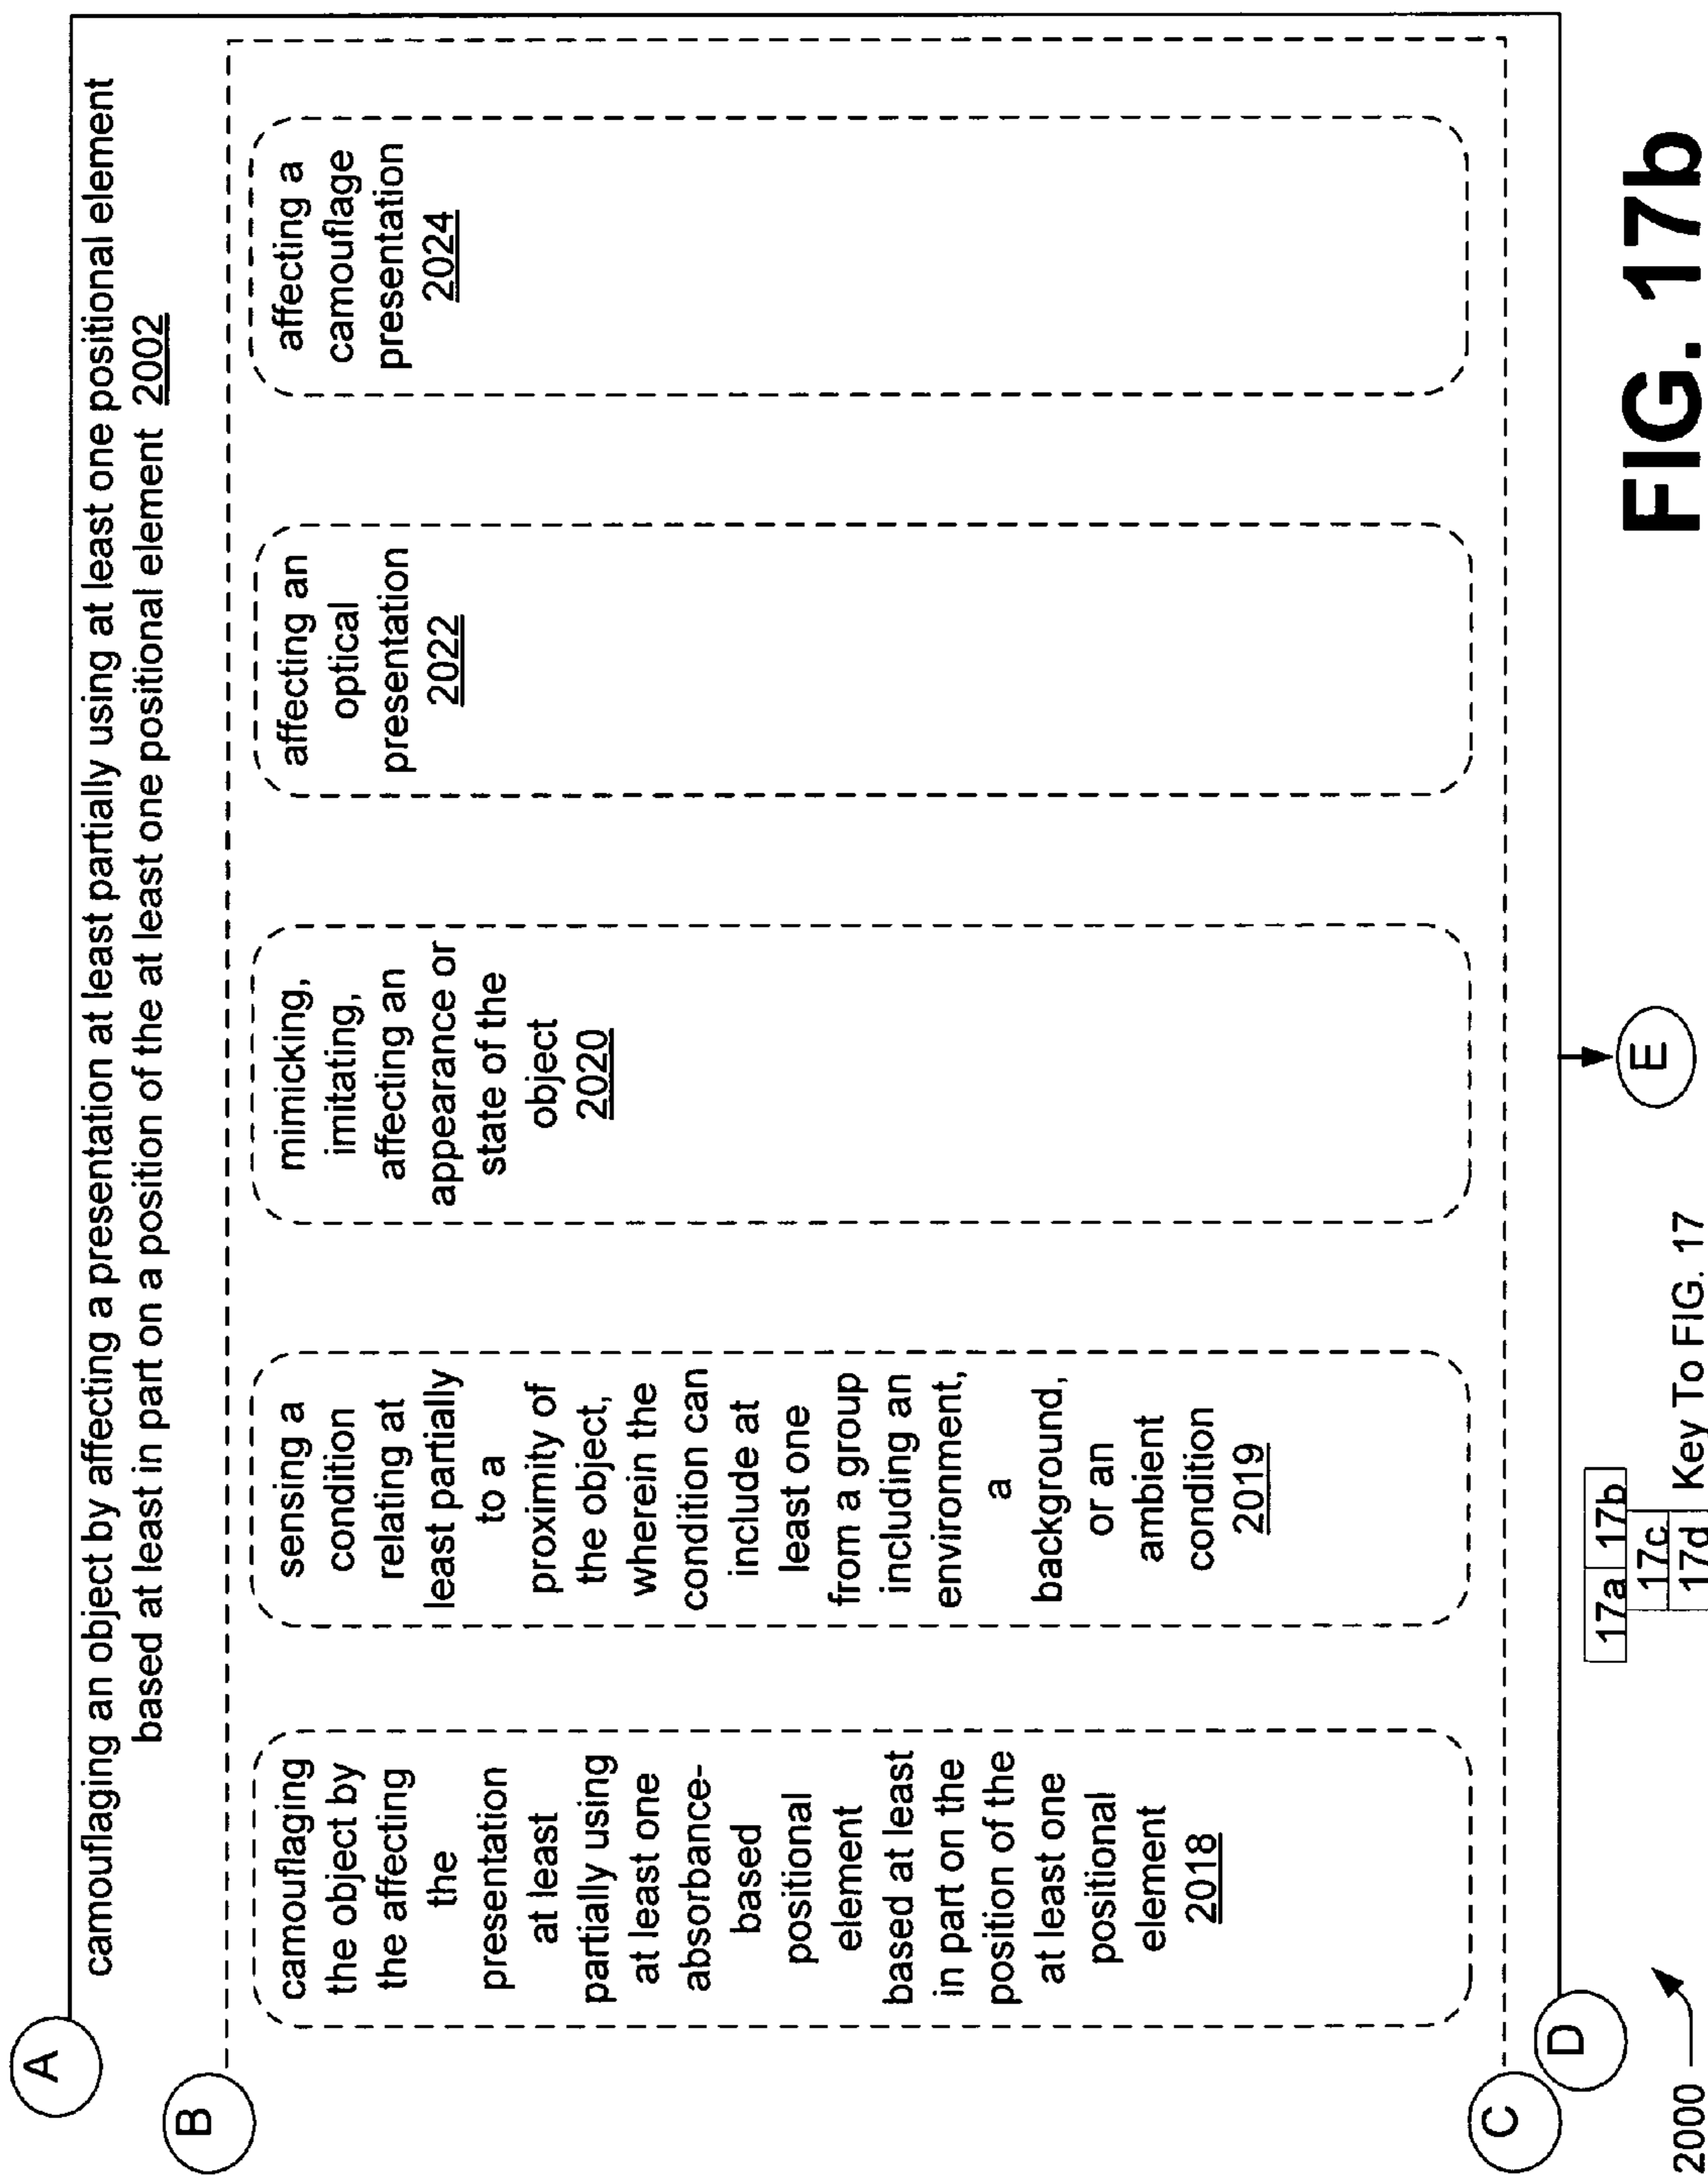 A
camouflaging an object by affecting a presentation at least partially using at least one positional element
based at least in part on a position of the at least one positional element 2002
B
camouflaging
the object by
the affecting
the
presentation
at least
partially using
at least one
absorbance-
based
positional
element
based at least
in part on the
position of the
at least one
positional
element
2018
sensing a
condition
relating at
least partially
to a
proximity of
the object,
wherein the
condition can
include at
least one
from a group
including an
environment,
a
background,
or an
ambient
condition
2019
mimicking,
imitating,
affecting an
appearance or
state of the
object
2020
affecting an
optical
presentation
2022
affecting a
camouflage
presentation
2024
C
D
E
2000
17a 17b
17c
17d
Key To FIG. 17
FIG. 17b